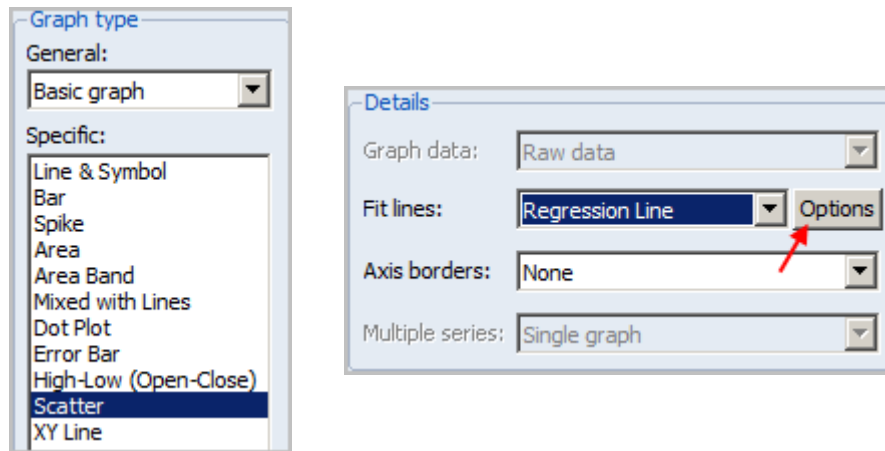 Graph type
General:
Basic graph
Specific:
Line & Symbol
Bar
Spike
Area
Area Band
Mixed with Lines
Dot Plot
Error Bar
High-Low (Open-Close)
Scatter
XY Line
Details
Graph data: Raw data
Fit lines: Regression Line Options
Axis borders: None
Multiple series: Single graph